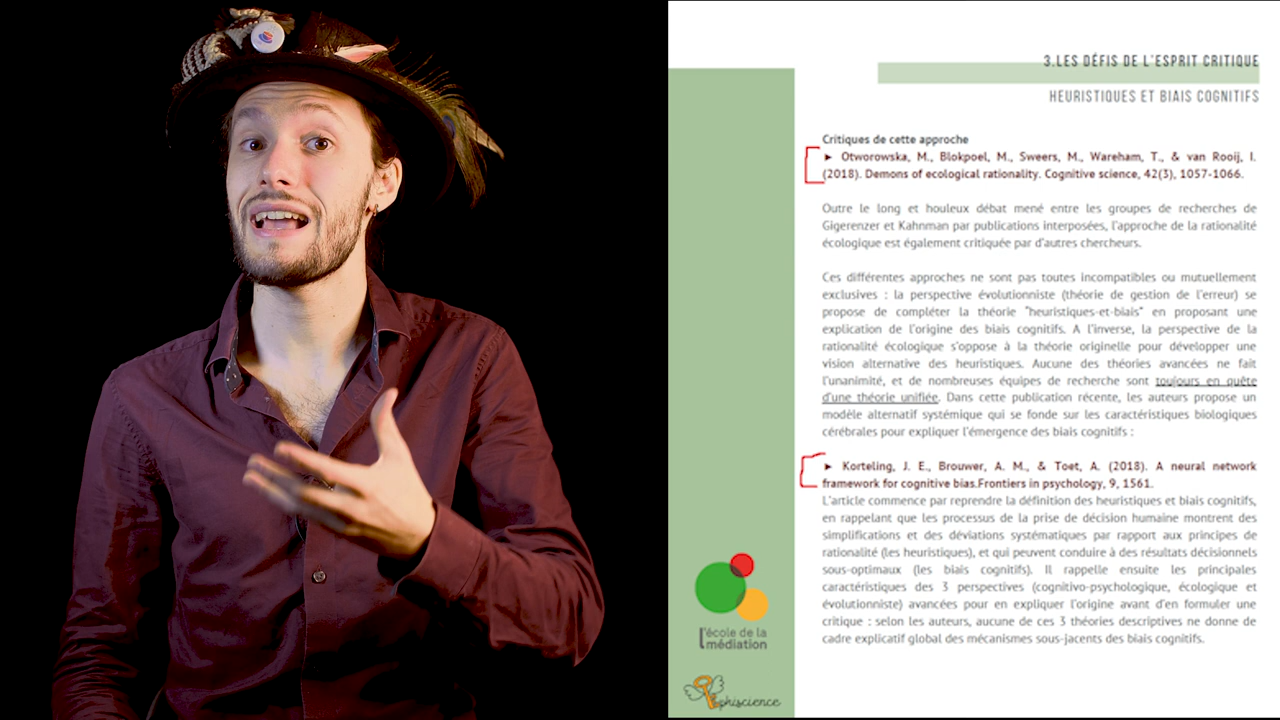 3.LES DÉFIS DE L'ESPRIT CRITIQUE
HEURISTIQUES ET BIAIS COGNITIFS
Critiques de cette approche
► Otworowska, M., Blokpoel, M., Sweers, M., Wareham, T., & van Rooij, I.
(2018). Demons of ecological rationality. Cognitive science, 42(3), 1057-1066.
Outre le long et houleux débat mené entre les groupes de recherches de
Gigerenzer et Kahnman par publications interposées, l'approche de la rationalité
écologique est également critiquée par d'autres chercheurs.
Ces différentes approches ne sont pas toutes incompatibles ou mutuellement
exclusives : la perspective évolutionniste (théorie de gestion de l'erreur) se
propose de compléter la théorie "heuristiques-et-biais" en proposant une
explication de l'origine des biais cognitifs. A l'inverse, la perspective de la
rationalité écologique s'oppose à la théorie originelle pour développer une
vision alternative des heuristiques. Aucune des théories avancées ne fait
l'unanimité, et de nombreuses équipes de recherche sont toujours en quête
d'une théorie unifiée. Dans cette publication récente, les auteurs propose un
modèle alternatif systémique qui se fonde sur les caractéristiques biologiques
cérébrales pour expliquer l'émergence des biais cognitifs :
► Korteling, J. E., Brouwer, A. M., & Toet, A. (2018). A neural network
framework for cognitive bias.Frontiers in psychology, 9, 1561.
L'article commence par reprendre la définition des heuristiques et biais cognitifs,
en rappelant que les processus de la prise de décision humaine montrent des
simplifications et des déviations systématiques par rapport aux principes de
rationalité (les heuristiques), et qui peuvent conduire à des résultats décisionnels
sous-optimaux (les biais cognitifs). Il rappelle ensuite les principales
caractéristiques des 3 perspectives (cognitivo-psychologique, écologique et
évolutionniste) avancées pour en expliquer l'origine avant d'en formuler une
critique : selon les auteurs, aucune de ces 3 théories descriptives ne donne de
cadre explicatif global des mécanismes sous-jacents des biais cognitifs.
l'école de la
médiation
Ephiscience